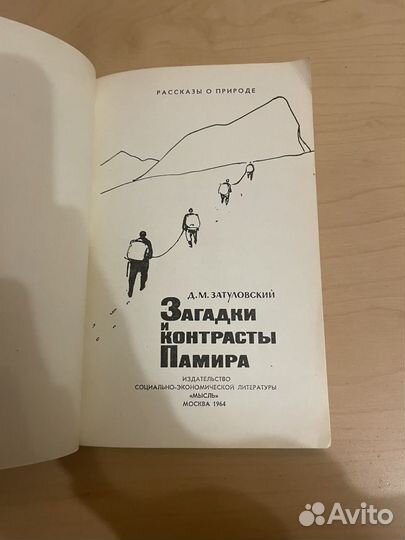 РАССКАЗЫ О ПРИРОДЕ
Д.М. ЗАТУЛОВСКИЙ
ЗАГАДКИ
И
КОНТРАСТЫ
ПАМИРА
ИЗДАТЕЛЬСТВО
СОЦИАЛЬНО-ЭКОНОМИЧЕСКОЙ ЛИТЕРАТУРЫ
«МЫСЛЬ»
МОСКВА 1964
Avito